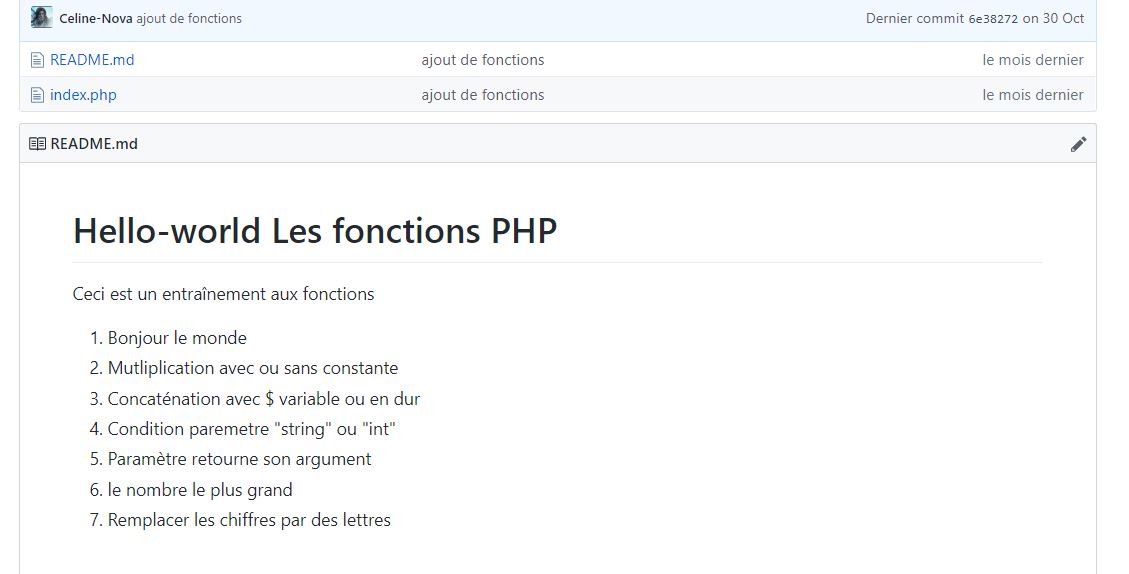 Celine-Nova ajout de fonctions Dernier commit 6e38272 on 30 Oct
README.md ajout de fonctions le mois dernier
index.php ajout de fonctions le mois dernier
README.md
Hello-world Les fonctions PHP
Ceci est un entraînement aux fonctions
1. Bonjour le monde
2. Mutliplication avec ou sans constante
3. Concaténation avec $ variable ou en dur
4. Condition paremetre "string" ou "int"
5. Paramètre retourne son argument
6. le nombre le plus grand
7. Remplacer les chiffres par des lettres